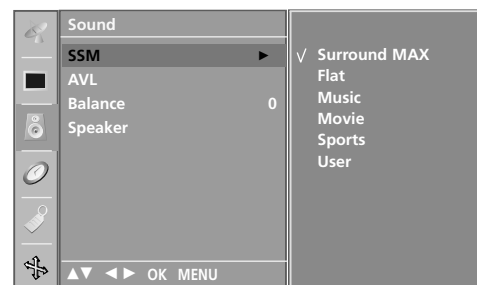 Sound
SSM ►
AVL
Balance 0
Speaker
▲▼ ◄► OK MENU
√ Surround MAX
Flat
Music
Movie
Sports
User